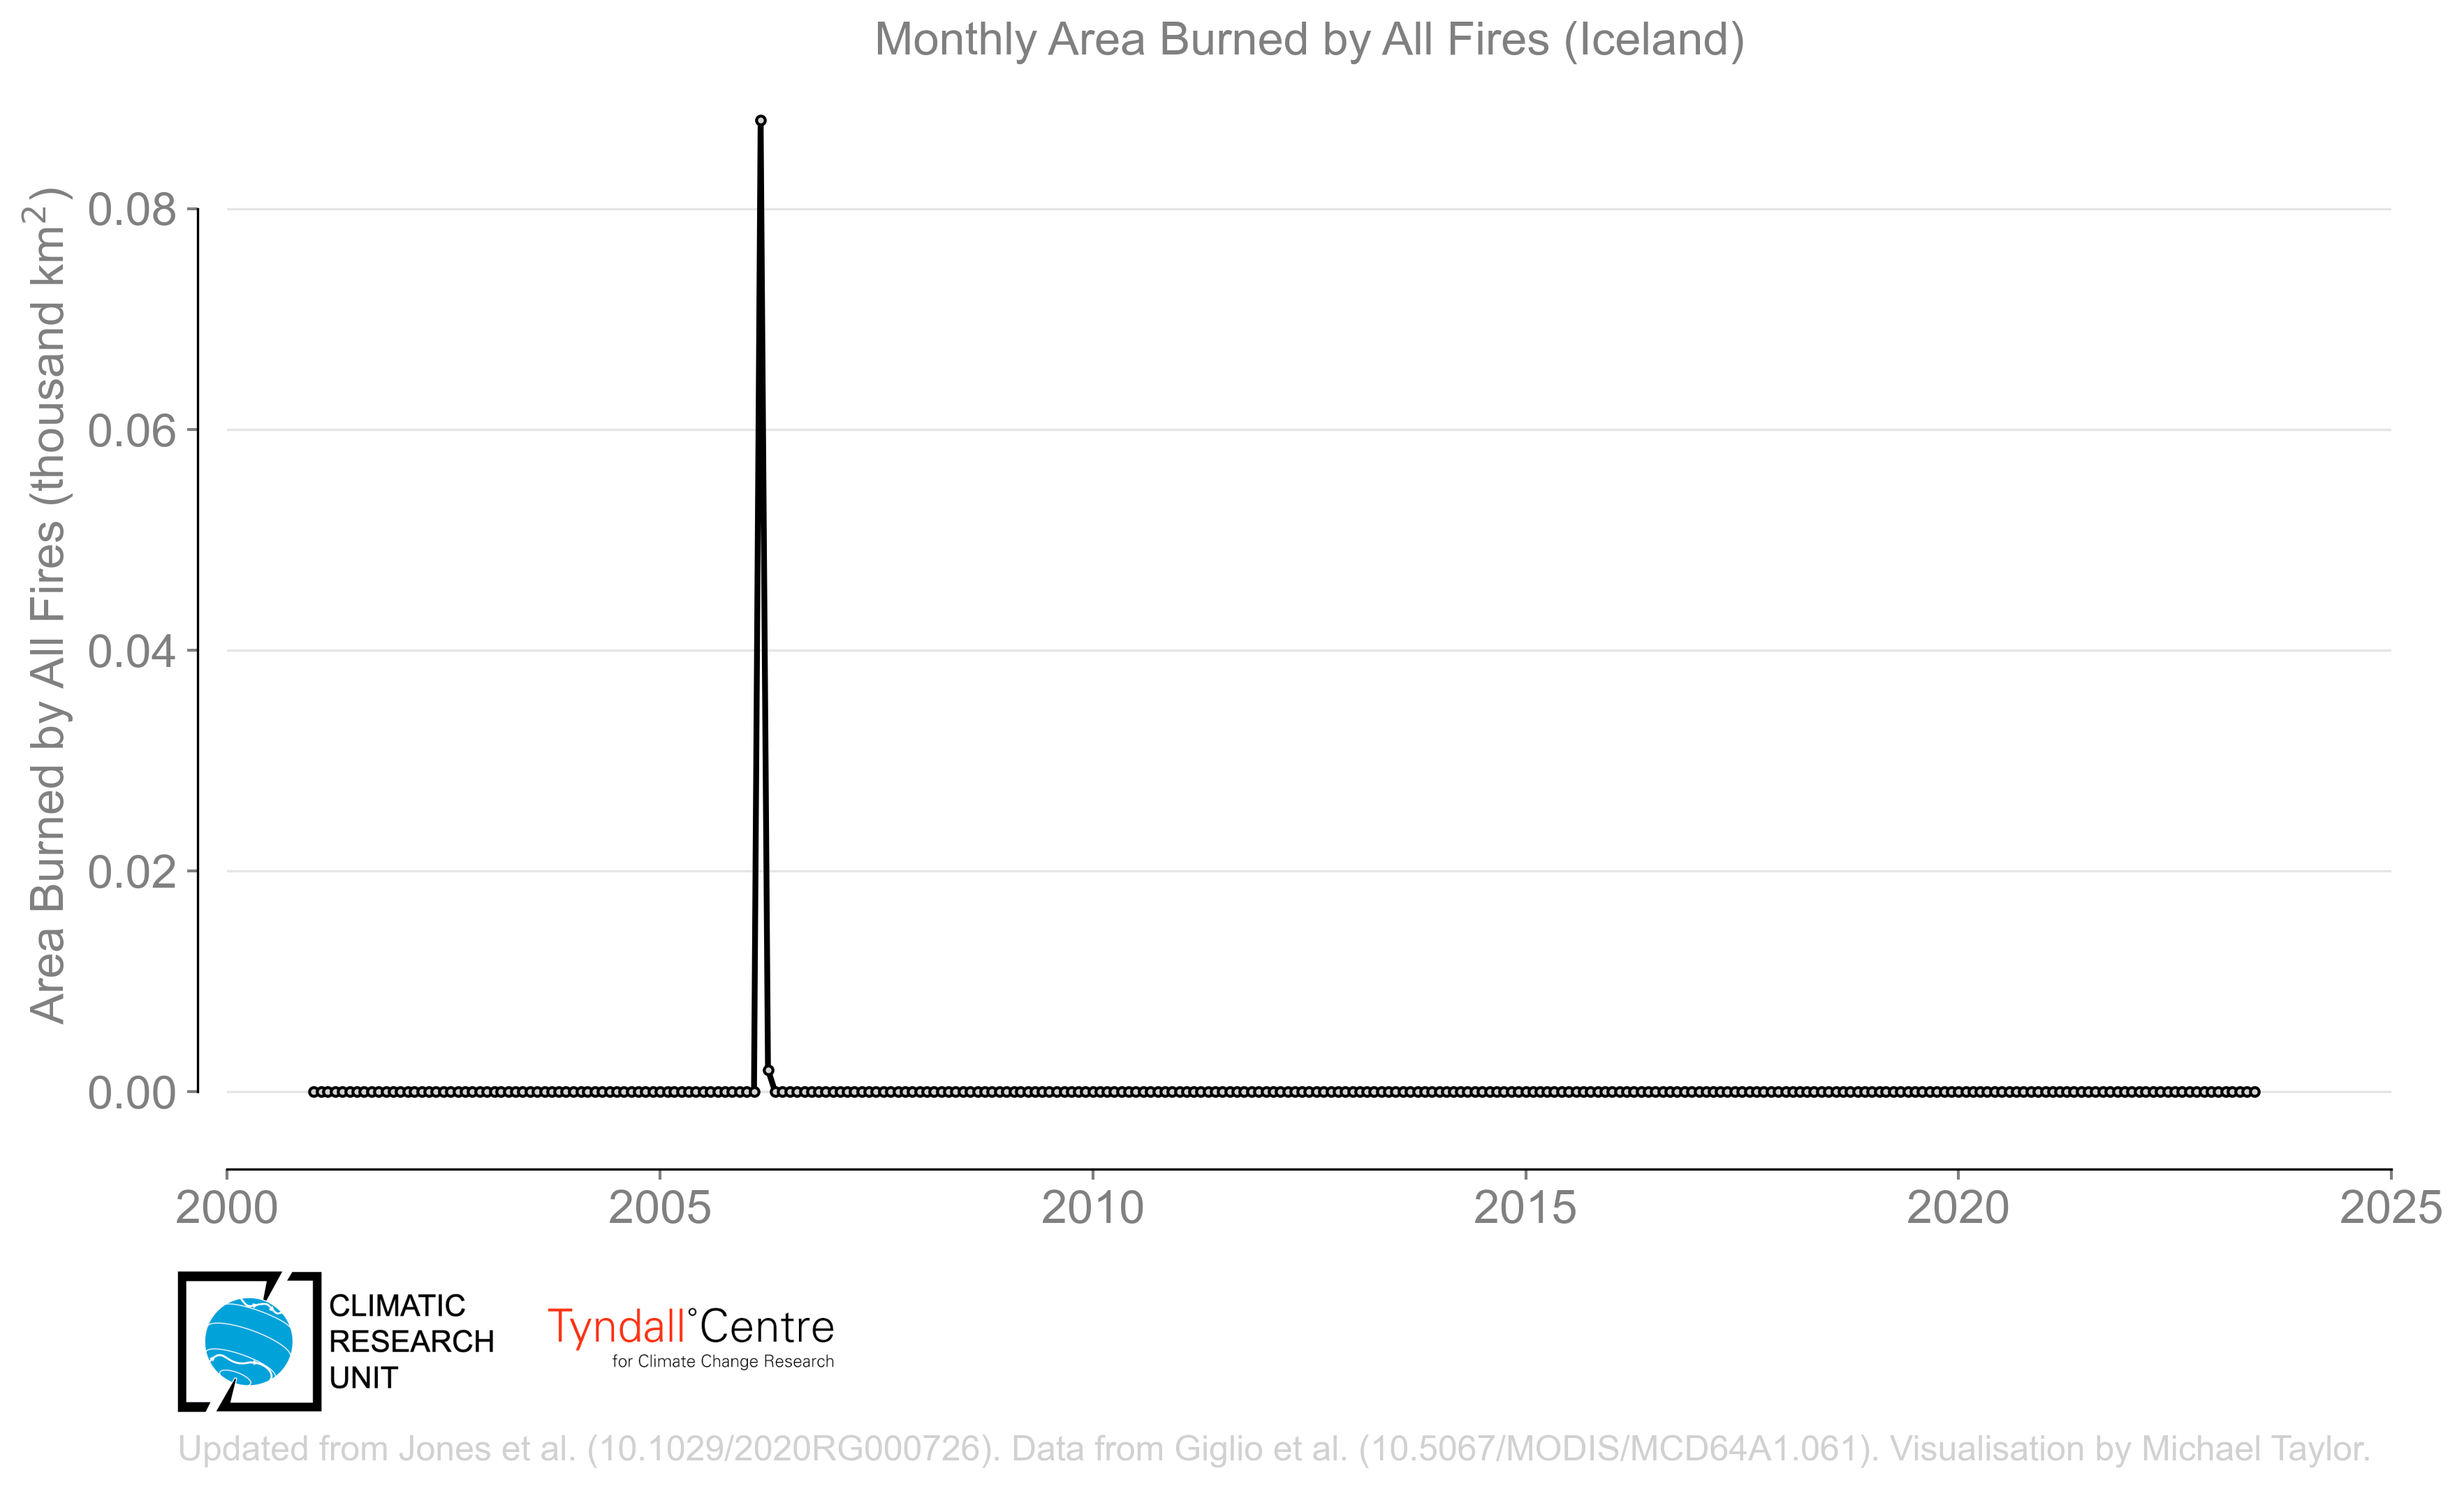 Monthly Area Burned by All Fires (Iceland)
Area Burned by All Fires (thousand km²)
0.08
0.06
0.04
0.02
0.00
2000 2005 2010 2015 2020 2025
CLIMATIC
RESEARCH
UNIT
Tyndall°Centre
for Climate Change Research
Updated from Jones et al. (10.1029/2020RG000726). Data from Giglio et al. (10.5067/MODIS/MCD64A1.061). Visualisation by Michael Taylor.